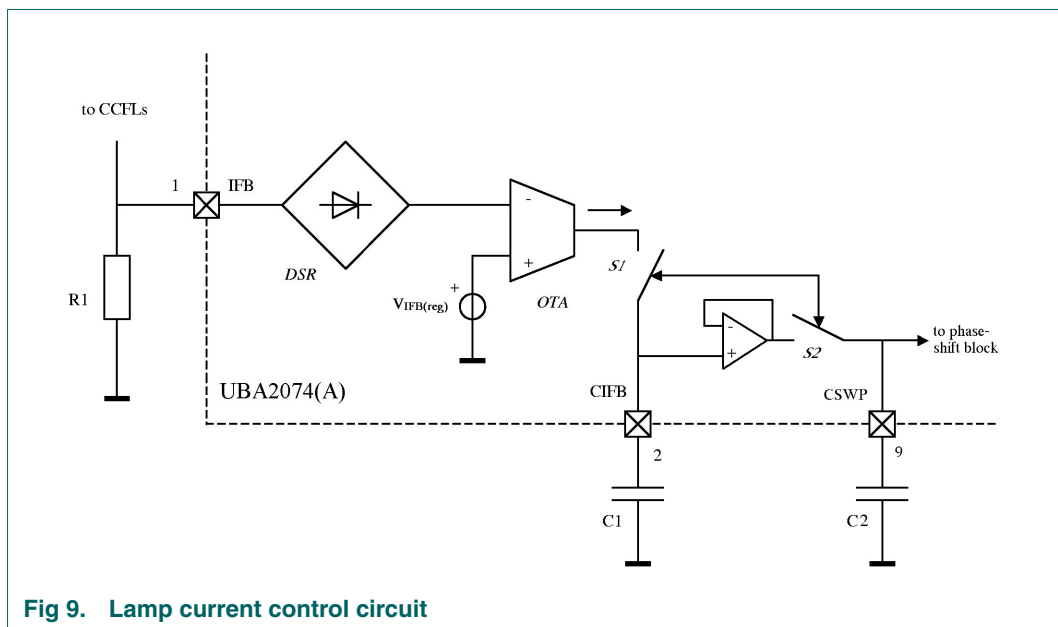 to CCFLs
1
IFB
DSR
R1
-
+
+
VIFB(reg)
OTA
S1
-
+
S2
to phase-
shift block
UBA2074(A)
CIFB
CSWP
2
9
C1
C2
Fig 9. Lamp current control circuit